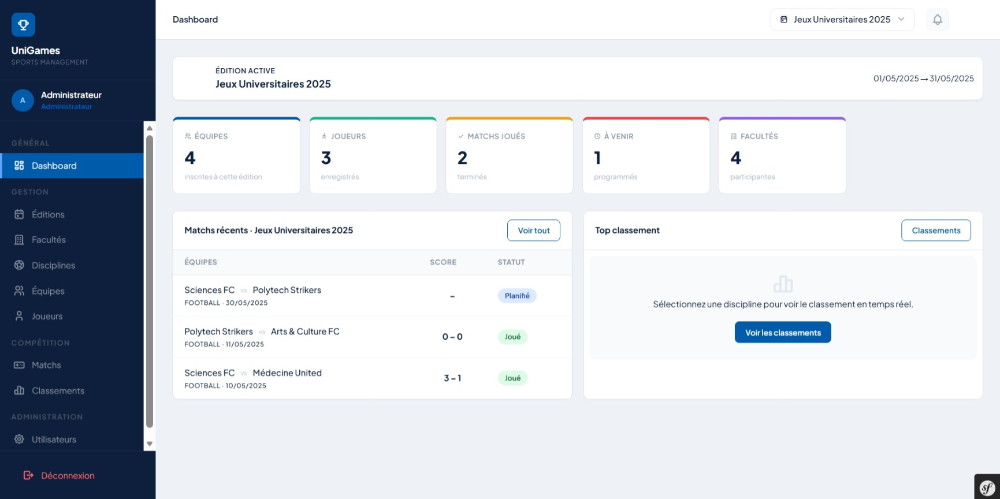 UniGames
SPORTS MANAGEMENT
A
Administrateur
Administrateur
GÉNÉRAL
Dashboard
GESTION
Éditions
Facultés
Disciplines
Équipes
Joueurs
COMPÉTITION
Matchs
Classements
ADMINISTRATION
Utilisateurs
Déconnexion
Dashboard
Jeux Universitaires 2025
ÉDITION ACTIVE
Jeux Universitaires 2025
01/05/2025 → 31/05/2025
ÉQUIPES
4
inscrites à cette édition
JOUEURS
3
enregistrés
MATCHS JOUÉS
2
terminés
À VENIR
1
programmés
FACULTÉS
4
participantes
Matchs récents · Jeux Universitaires 2025
Voir tout
ÉQUIPES SCORE STATUT
Sciences FC vs Polytech Strikers – Planifié
FOOTBALL · 30/05/2025
Polytech Strikers vs Arts & Culture FC 0 – 0 Joué
FOOTBALL · 11/05/2025
Sciences FC vs Médecine United 3 – 1 Joué
FOOTBALL · 10/05/2025
Top classement
Classements
Sélectionnez une discipline pour voir le classement en temps réel.
Voir les classements
sf